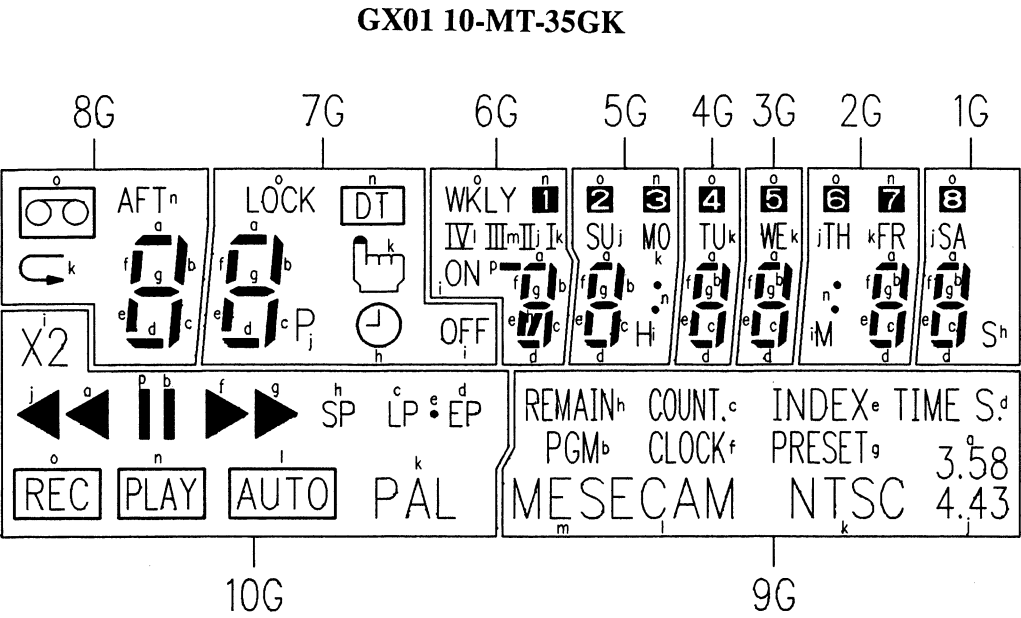 GX01 10-MT-35GK
8G 7G 6G 5G 4G 3G 2G 1G
o o n o o n o o o n o
AFT n LOCK DT WKLY 1 2 3 4 5 6 7 8
IV l III m II j I k SU j MO k TU k WE k j TH k FR j SA
a a k a a a a a a
f g b f g b i ON p f g b f g b n f g b f g b n f g b f g b
k
e d c e d c P j h OFF i e h c d e c d H i e c d e c d i M e c d e c d S h
i
X2
j a p b f g h c e d
SP LP EP
REMAIN h COUNT. c INDEX e TIME S. d
PGM b CLOCK f PRESET g a 3.58
o n l k
REC PLAY AUTO PAL
MESECAM NTSC 4.43
m l k j
10G 9G